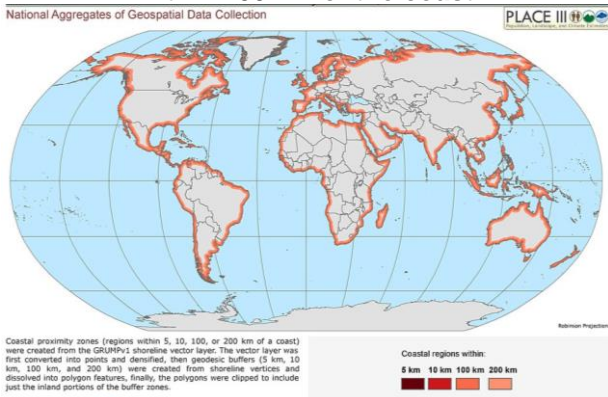 National Aggregates of Geospatial Data Collection
PLACE III
Population, Landscape, and Climate Estimates
Robinson Projection
Coastal proximity zones (regions within 5, 10, 100, or 200 km of a coast)
were created from the GRUMPv1 shoreline vector layer. The vector layer was
first converted into points and densified, then geodesic buffers (5 km, 10
km, 100 km, and 200 km) were created from shoreline vertices and
dissolved into polygon features, finally, the polygons were clipped to include
just the inland portions of the buffer zones.
Coastal regions within:
5 km 10 km 100 km 200 km